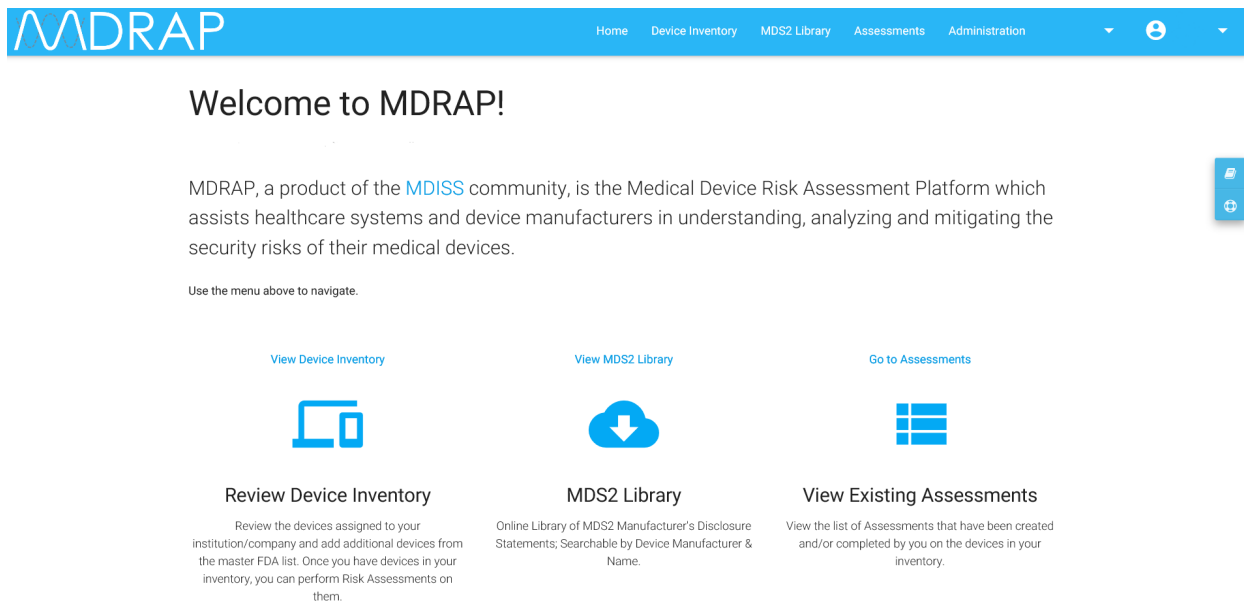 MDRAP
Home Device Inventory MDS2 Library Assessments Administration
Welcome to MDRAP!
MDRAP, a product of the MDISS community, is the Medical Device Risk Assessment Platform which
assists healthcare systems and device manufacturers in understanding, analyzing and mitigating the
security risks of their medical devices.
Use the menu above to navigate.
View Device Inventory
Review Device Inventory
Review the devices assigned to your
institution/company and add additional devices from
the master FDA list. Once you have devices in your
inventory, you can perform Risk Assessments on
them.
View MDS2 Library
MDS2 Library
Online Library of MDS2 Manufacturer's Disclosure
Statements; Searchable by Device Manufacturer &
Name.
Go to Assessments
View Existing Assessments
View the list of Assessments that have been created
and/or completed by you on the devices in your
inventory.